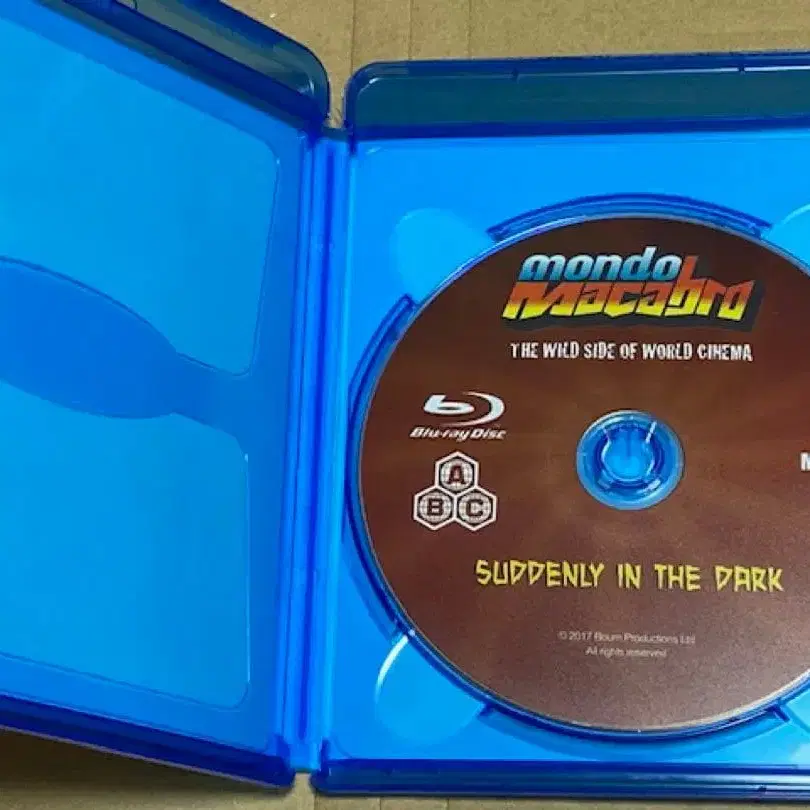 mondo
Macabro
THE WILD SIDE OF WORLD CINEMA
Blu-ray Disc
A
B C
M
SUDDENLY IN THE DARK
© 2017 Boum Productions Ltd
All rights reserved